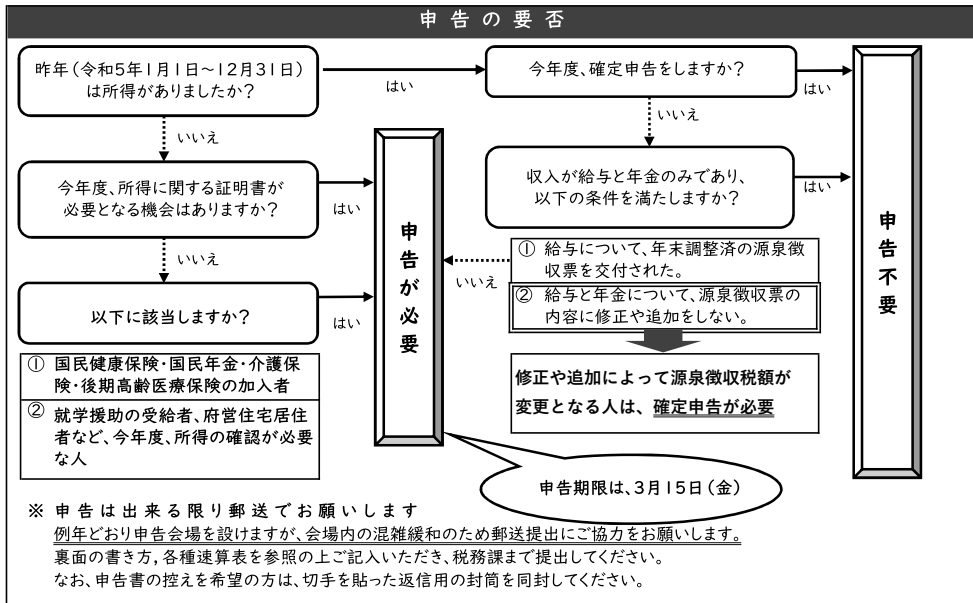 申告の要否
昨年（令和5年1月1日～12月31日）
は所得がありましたか？
はい
今年度、確定申告をしますか？
はい
いいえ
いいえ
今年度、所得に関する証明書が
必要となる機会はありますか？
はい
収入が給与と年金のみであり、
以下の条件を満たしますか？
はい
申告が必要
申告不要
いいえ
① 給与について、年末調整済の源泉徴
収票を交付された。
② 給与と年金について、源泉徴収票の
内容に修正や追加をしない。
いいえ
以下に該当しますか？
はい
① 国民健康保険・国民年金・介護保
険・後期高齢医療保険の加入者
② 就学援助の受給者、府営住宅居住
者など、今年度、所得の確認が必要
な人
修正や追加によって源泉徴収税額が
変更となる人は、確定申告が必要
申告期限は、3月15日（金）
※ 申告は出来る限り郵送でお願いします
例年どおり申告会場を設けますが、会場内の混雑緩和のため郵送提出にご協力をお願いします。
裏面の書き方，各種速算表を参照の上ご記入いただき、税務課まで提出してください。
なお、申告書の控えを希望の方は、切手を貼った返信用の封筒を同封してください。